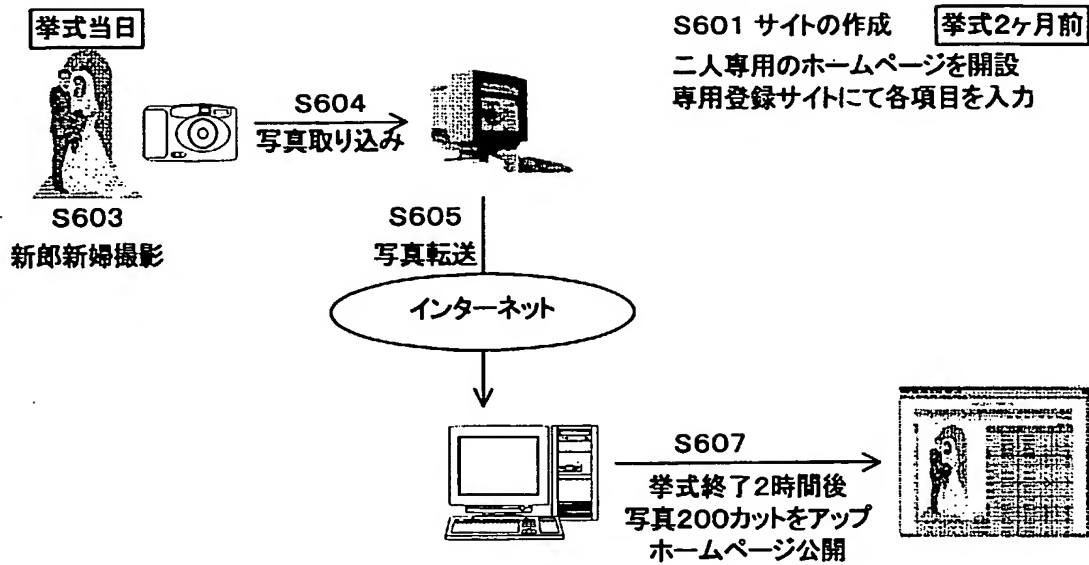 挙式当日
S601 サイトの作成
挙式2ヶ月前
二人専用のホームページを開設
専用登録サイトにて各項目を入力
S604
写真取り込み
S603
新郎新婦撮影
S605
写真転送
インターネット
S607
挙式終了2時間後
写真200カットをアップ
ホームページ公開